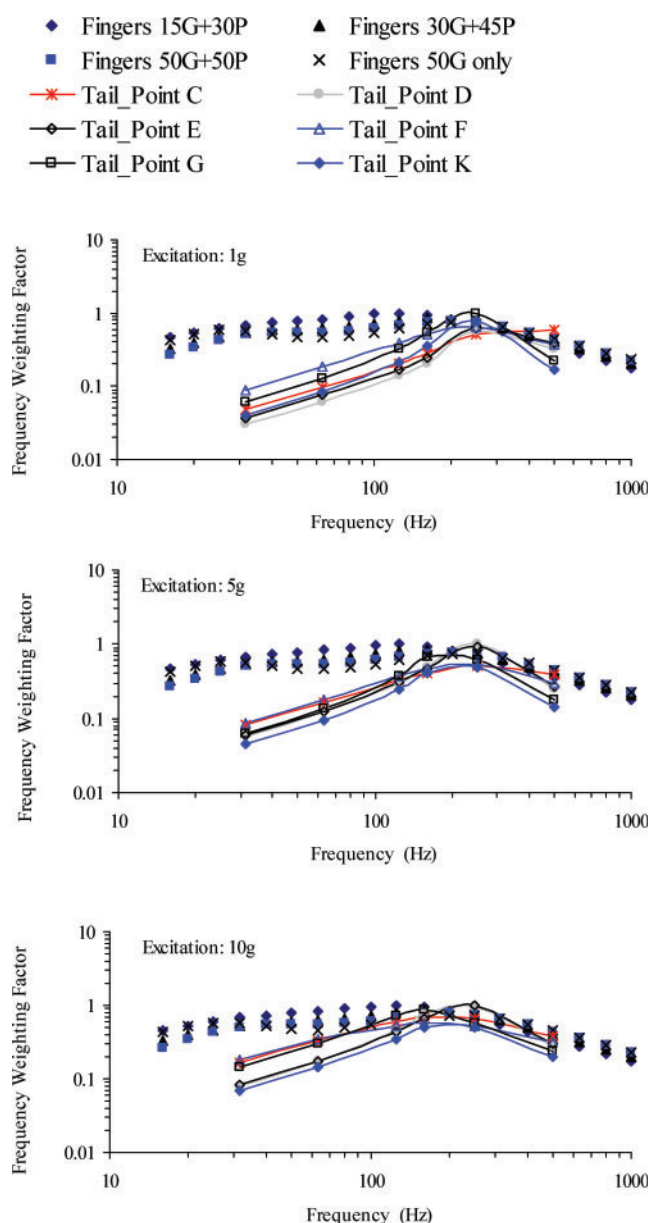 Fingers 15G+30P Fingers 30G+45P
Fingers 50G+50P Fingers 50G only
Tail_Point C Tail_Point D
Tail_Point E Tail_Point F
Tail_Point G Tail_Point K
Frequency Weighting Factor
10
1
0.1
0.01
Excitation: 1g
10 100 1000
Frequency (Hz)
Frequency Weighting Factor
10
1
0.1
0.01
Excitation: 5g
10 100 1000
Frequency (Hz)
Frequency Weighting Factor
10
1
0.1
0.01
Excitation: 10g
10 100 1000
Frequency (Hz)